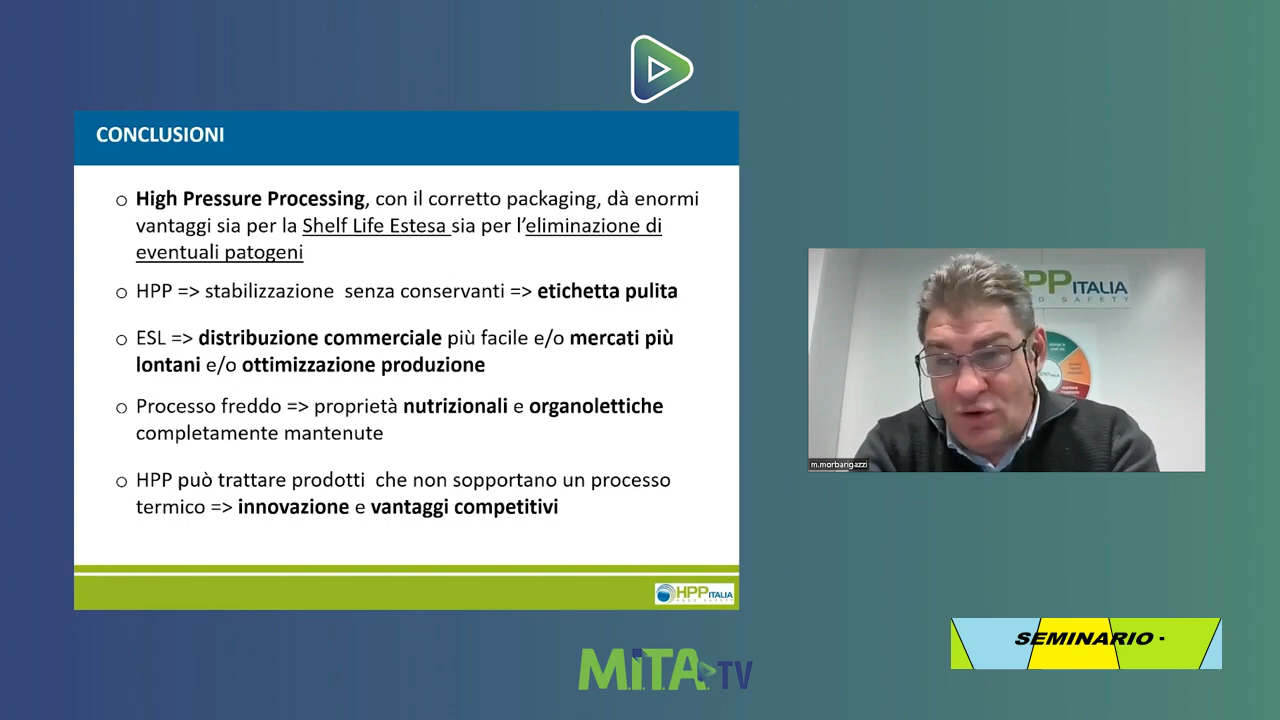 CONCLUSIONI
o High Pressure Processing, con il corretto packaging, dà enormi
vantaggi sia per la Shelf Life Estesa sia per l’eliminazione di
eventuali patogeni
o HPP => stabilizzazione senza conservanti => etichetta pulita
o ESL => distribuzione commerciale più facile e/o mercati più
lontani e/o ottimizzazione produzione
o Processo freddo => proprietà nutrizionali e organolettiche
completamente mantenute
o HPP può trattare prodotti che non sopportano un processo
termico => innovazione e vantaggi competitivi
HPP ITALIA
PP ITALIA
D SAFETY
m.morbarigazzi
SEMINARIO -
M.I.T.A. TV